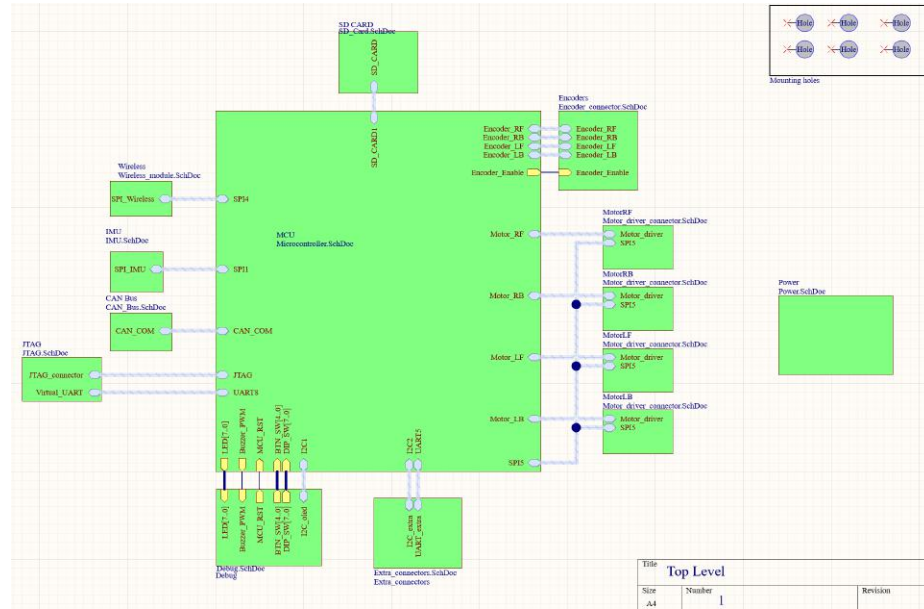 SD CARD
SD_Card.SchDoc
SD_CARD
SD_CARD1
Hole Hole Hole
Hole Hole Hole
Mounting holes
Encoders
Encoder_connector.SchDoc
Encoder_RF Encoder_RF
Encoder_RB Encoder_RB
Encoder_LF Encoder_LF
Encoder_LB Encoder_LB
Encoder_Enable Encoder_Enable
Wireless
Wireless_module.SchDoc
SPI_Wireless SPI4
MCU
Microcontroller.SchDoc
IMU
IMU.SchDoc
SPI_IMU SPI1
CAN Bus
CAN_Bus.SchDoc
CAN_COM CAN_COM
JTAG
JTAG.SchDoc
JTAG_connector JTAG
Virtual_UART UART8
MotorRF
Motor_driver_connector.SchDoc
Motor_RF Motor_driver
SPI5
MotorRB
Motor_driver_connector.SchDoc
Motor_RB Motor_driver
SPI5
MotorLF
Motor_driver_connector.SchDoc
Motor_LF Motor_driver
SPI5
MotorLB
Motor_driver_connector.SchDoc
Motor_LB Motor_driver
SPI5
SPI5
Power
Power.SchDoc
LED[7..0]
Buzzer_PWM
MCU_RST
BTN_SW[4..0]
DIP_SW[7..0]
I2C1
I2C2
UART5
LED[7..0]
Buzzer_PWM
MCU_RST
BTN_SW[4..0]
DIP_SW[7..0]
I2C_oled
I2C_extra
UART_extra
Debug.SchDoc
Debug
Extra_connectors.SchDoc
Extra_connectors
Title Top Level
Size Number Revision
A4 1